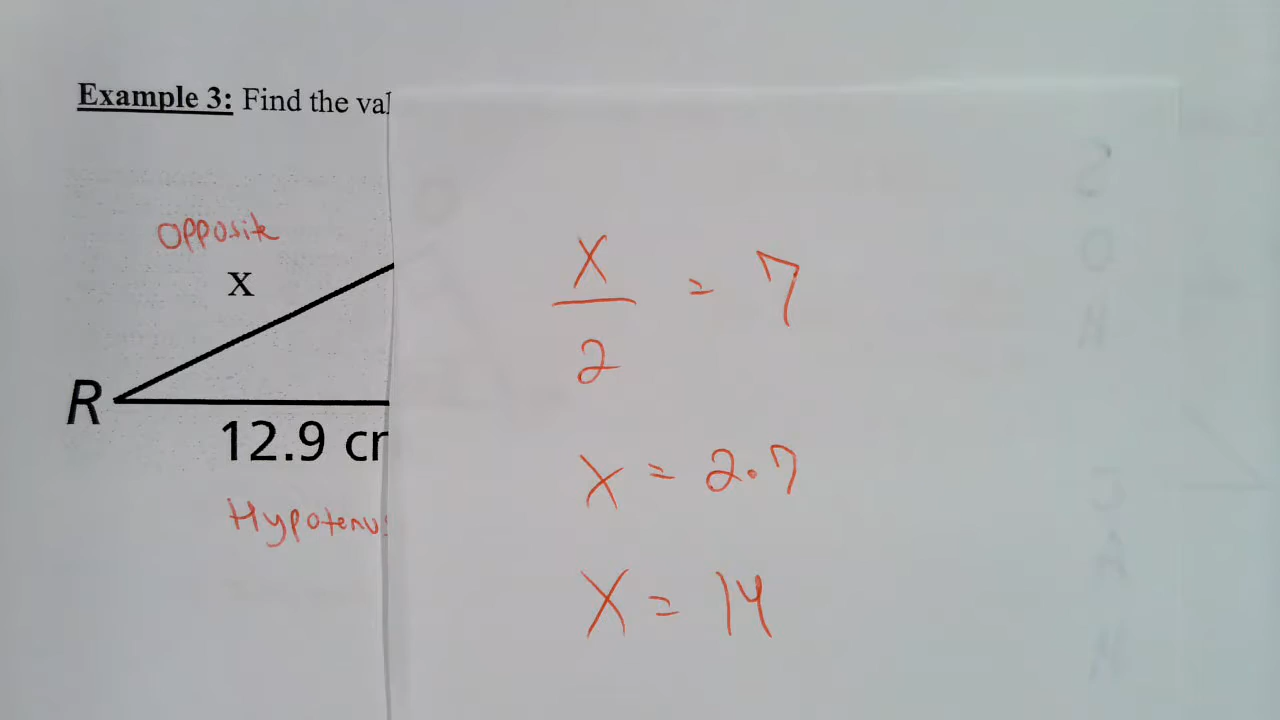 Example 3: Find the val
Opposite
X
R
12.9 cr
Hypotenu
X
2
= 7
X = 2.7
X = 14